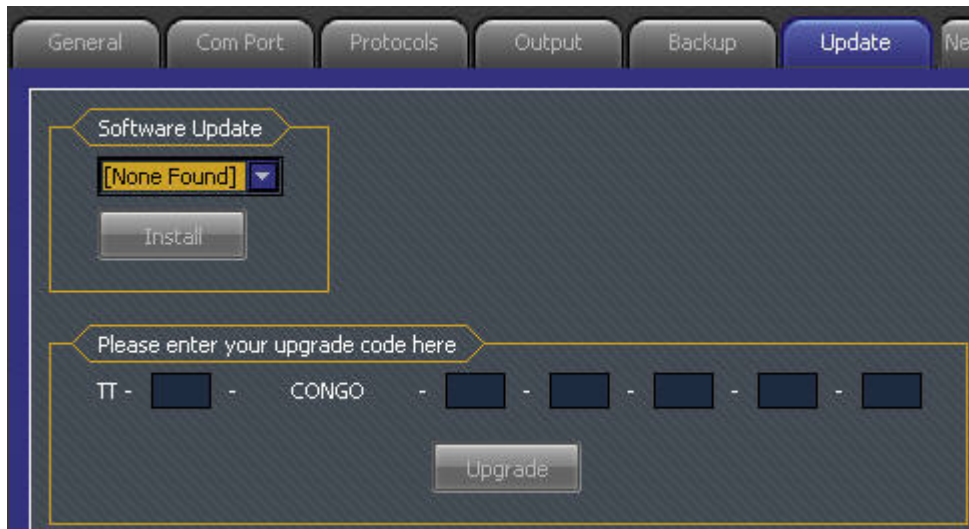 General Com Port Protocols Output Backup Update Ne
Software Update
[None Found]
Install
Please enter your upgrade code here
TT - - CONGO - - - - -
Upgrade